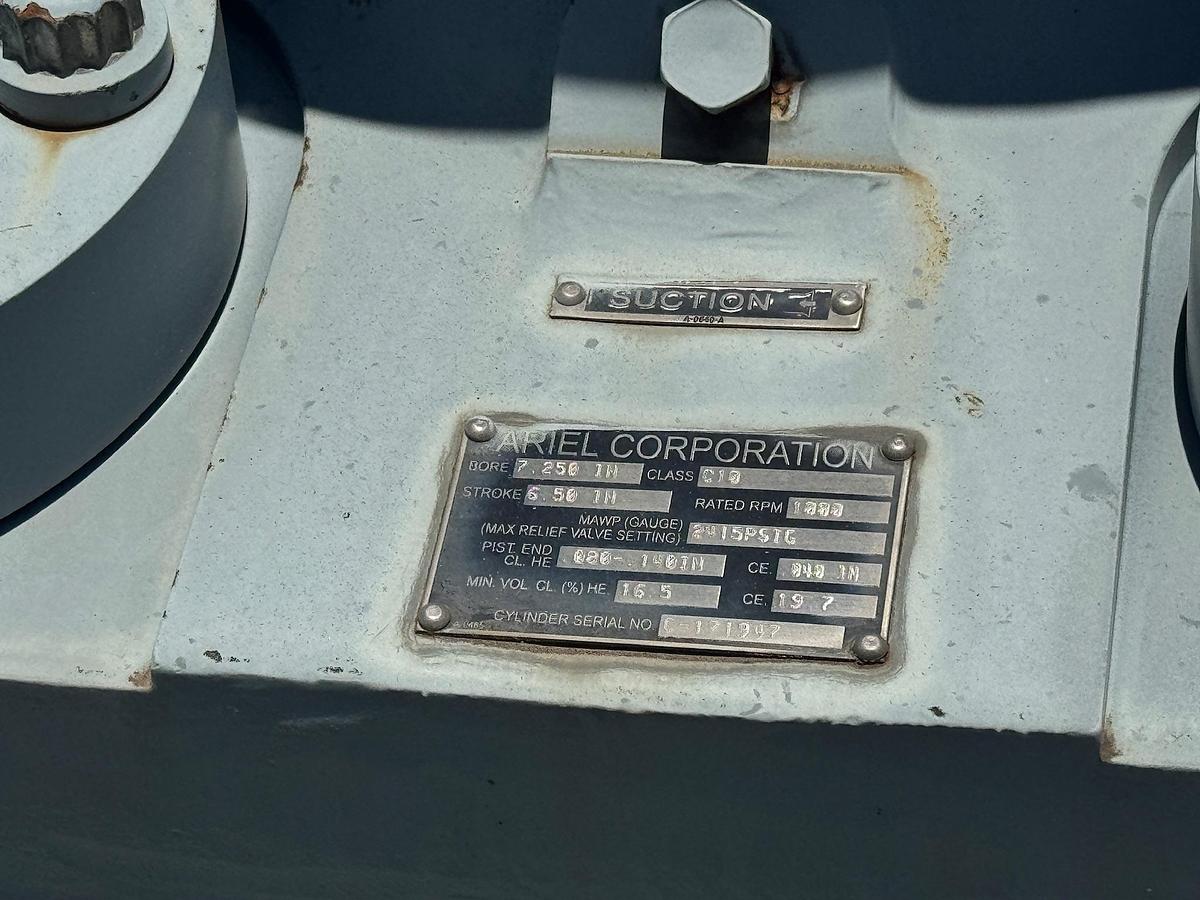 SUCTION
A-0640-A
ARIEL CORPORATION
BORE 7.250 IN CLASS C10
STROKE 6.50 IN RATED RPM
MAWP (GAUGE)
(MAX RELIEF VALVE SETTING)
PIST. END
CL. HE .080-.140IN CE. .040 IN
MIN. VOL CL. (%) HE. 16.5 CE. 19.7
CYLINDER SERIAL NO.